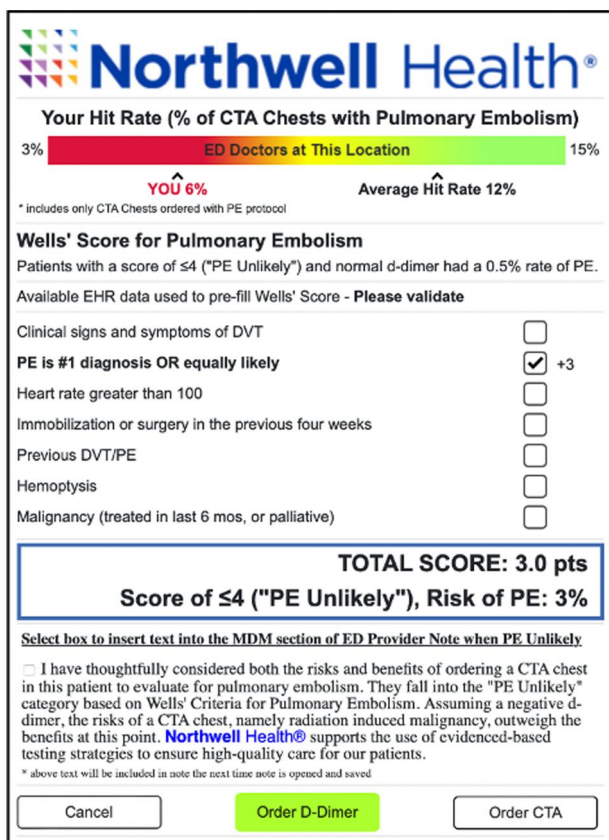 Northwell Health®
Your Hit Rate (% of CTA Chests with Pulmonary Embolism)
3% ED Doctors at This Location 15%
YOU 6% Average Hit Rate 12%
* includes only CTA Chests ordered with PE protocol
Wells' Score for Pulmonary Embolism
Patients with a score of ≤4 ("PE Unlikely") and normal d-dimer had a 0.5% rate of PE.
Available EHR data used to pre-fill Wells' Score - Please validate
Clinical signs and symptoms of DVT
PE is #1 diagnosis OR equally likely +3
Heart rate greater than 100
Immobilization or surgery in the previous four weeks
Previous DVT/PE
Hemoptysis
Malignancy (treated in last 6 mos, or palliative)
TOTAL SCORE: 3.0 pts
Score of ≤4 ("PE Unlikely"), Risk of PE: 3%
Select box to insert text into the MDM section of ED Provider Note when PE Unlikely
I have thoughtfully considered both the risks and benefits of ordering a CTA chest
in this patient to evaluate for pulmonary embolism. They fall into the "PE Unlikely"
category based on Wells' Criteria for Pulmonary Embolism. Assuming a negative d-
dimer, the risks of a CTA chest, namely radiation induced malignancy, outweigh the
benefits at this point. Northwell Health® supports the use of evidenced-based
testing strategies to ensure high-quality care for our patients.
* above text will be included in note the next time note is opened and saved
Cancel Order D-Dimer Order CTA